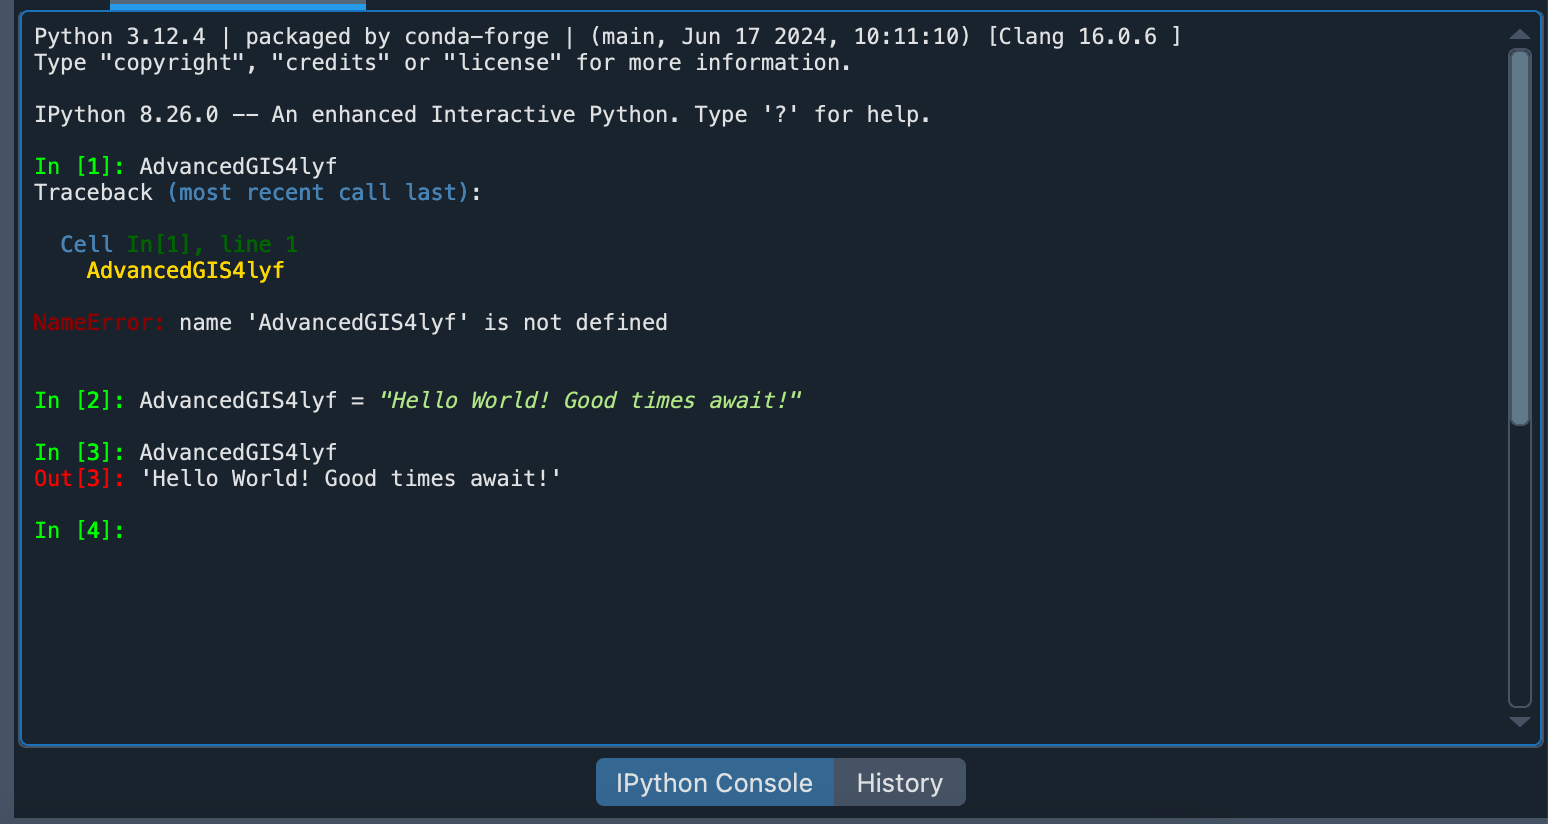 Python 3.12.4 | packaged by conda-forge | (main, Jun 17 2024, 10:11:10) [Clang 16.0.6 ]
Type "copyright", "credits" or "license" for more information.
IPython 8.26.0 -- An enhanced Interactive Python. Type '?' for help.
In [1]: AdvancedGIS4lyf
Traceback (most recent call last):
Cell In[1], line 1
AdvancedGIS4lyf
NameError: name 'AdvancedGIS4lyf' is not defined
In [2]: AdvancedGIS4lyf = "Hello World! Good times await!"
In [3]: AdvancedGIS4lyf
Out[3]: 'Hello World! Good times await!'
In [4]:
IPython Console History